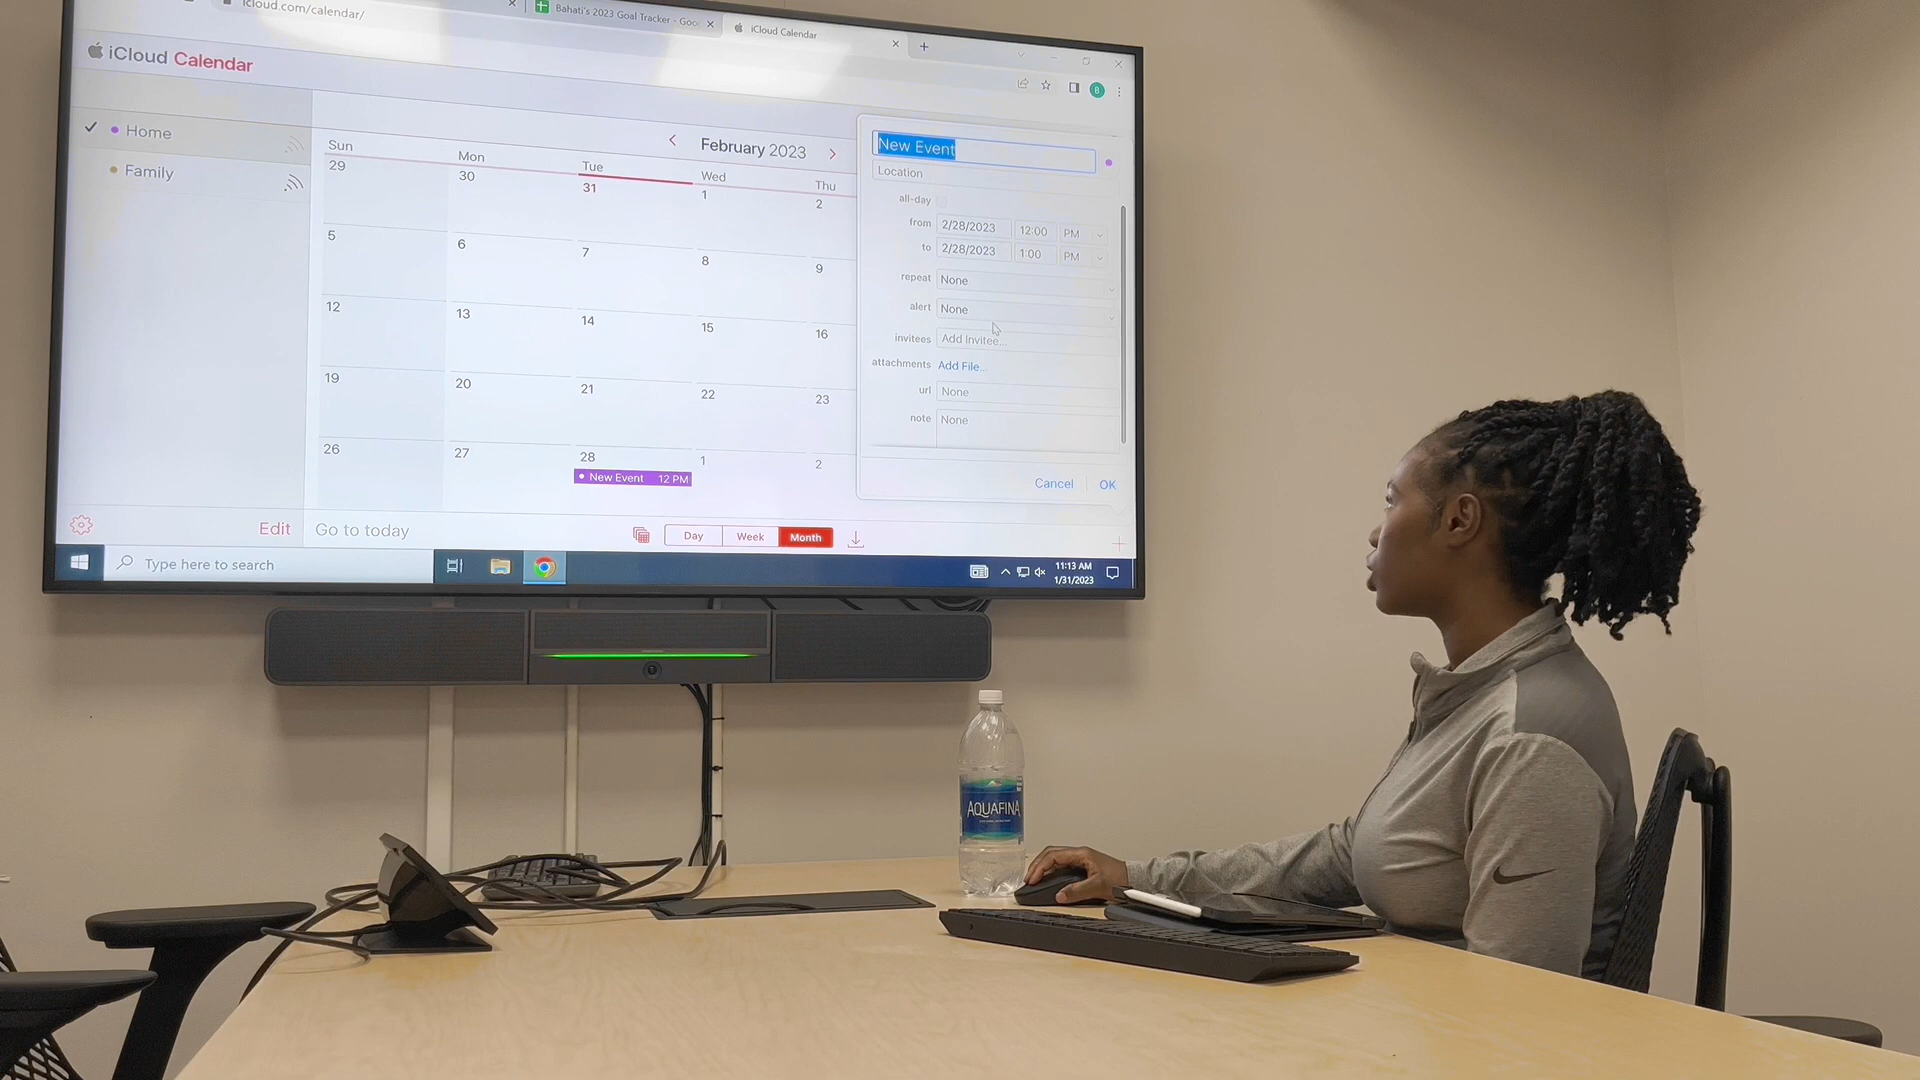 icloud.com/calendar/
Bahati's 2023 Goal Tracker - Goo
iCloud Calendar
iCloud Calendar
B
Home
Family
February 2023
Sun Mon Tue Wed Thu
29 30 31 1 2
5 6 7 8 9
12 13 14 15 16
19 20 21 22 23
26 27 28 1 2
New Event 12 PM
New Event
Location
all-day
from 2/28/2023 12:00 PM
to 2/28/2023 1:00 PM
repeat None
alert None
invitees Add Invitee...
attachments Add File...
url None
note None
Cancel OK
Edit Go to today Day Week Month
Type here to search
11:13 AM
1/31/2023
AQUAFINA